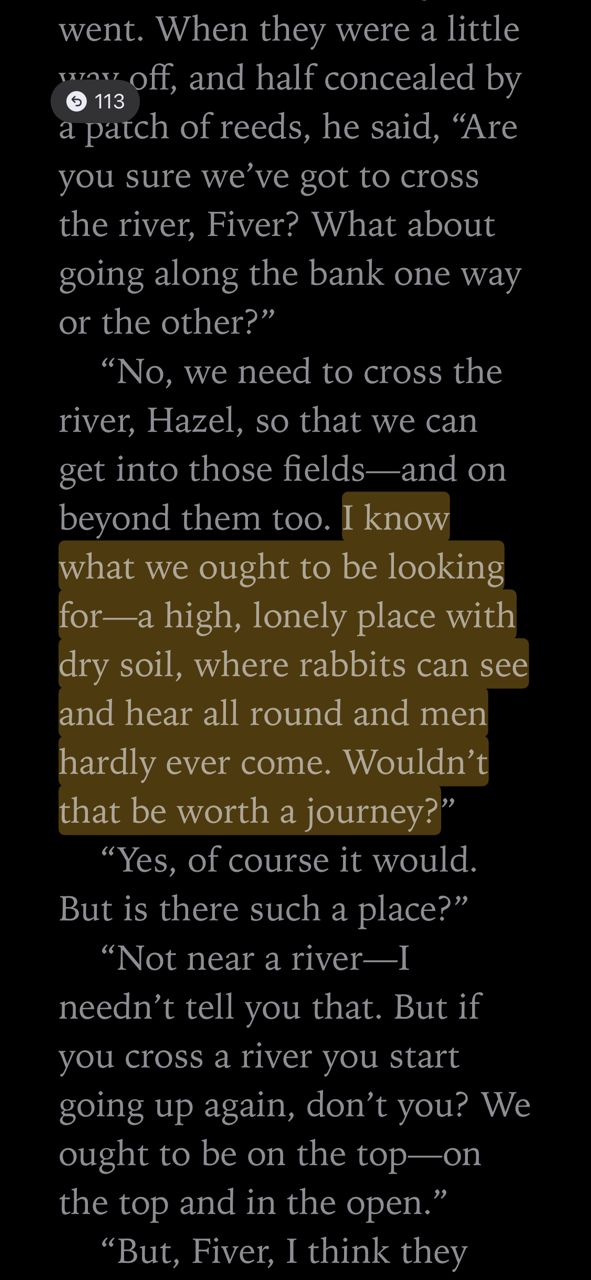 went. When they were a little
way off, and half concealed by
113
a patch of reeds, he said, “Are
you sure we’ve got to cross
the river, Fiver? What about
going along the bank one way
or the other?”
“No, we need to cross the
river, Hazel, so that we can
get into those fields—and on
beyond them too. I know
what we ought to be looking
for—a high, lonely place with
dry soil, where rabbits can see
and hear all round and men
hardly ever come. Wouldn’t
that be worth a journey?”
“Yes, of course it would.
But is there such a place?”
“Not near a river—I
needn’t tell you that. But if
you cross a river you start
going up again, don’t you? We
ought to be on the top—on
the top and in the open.”
“But, Fiver, I think they